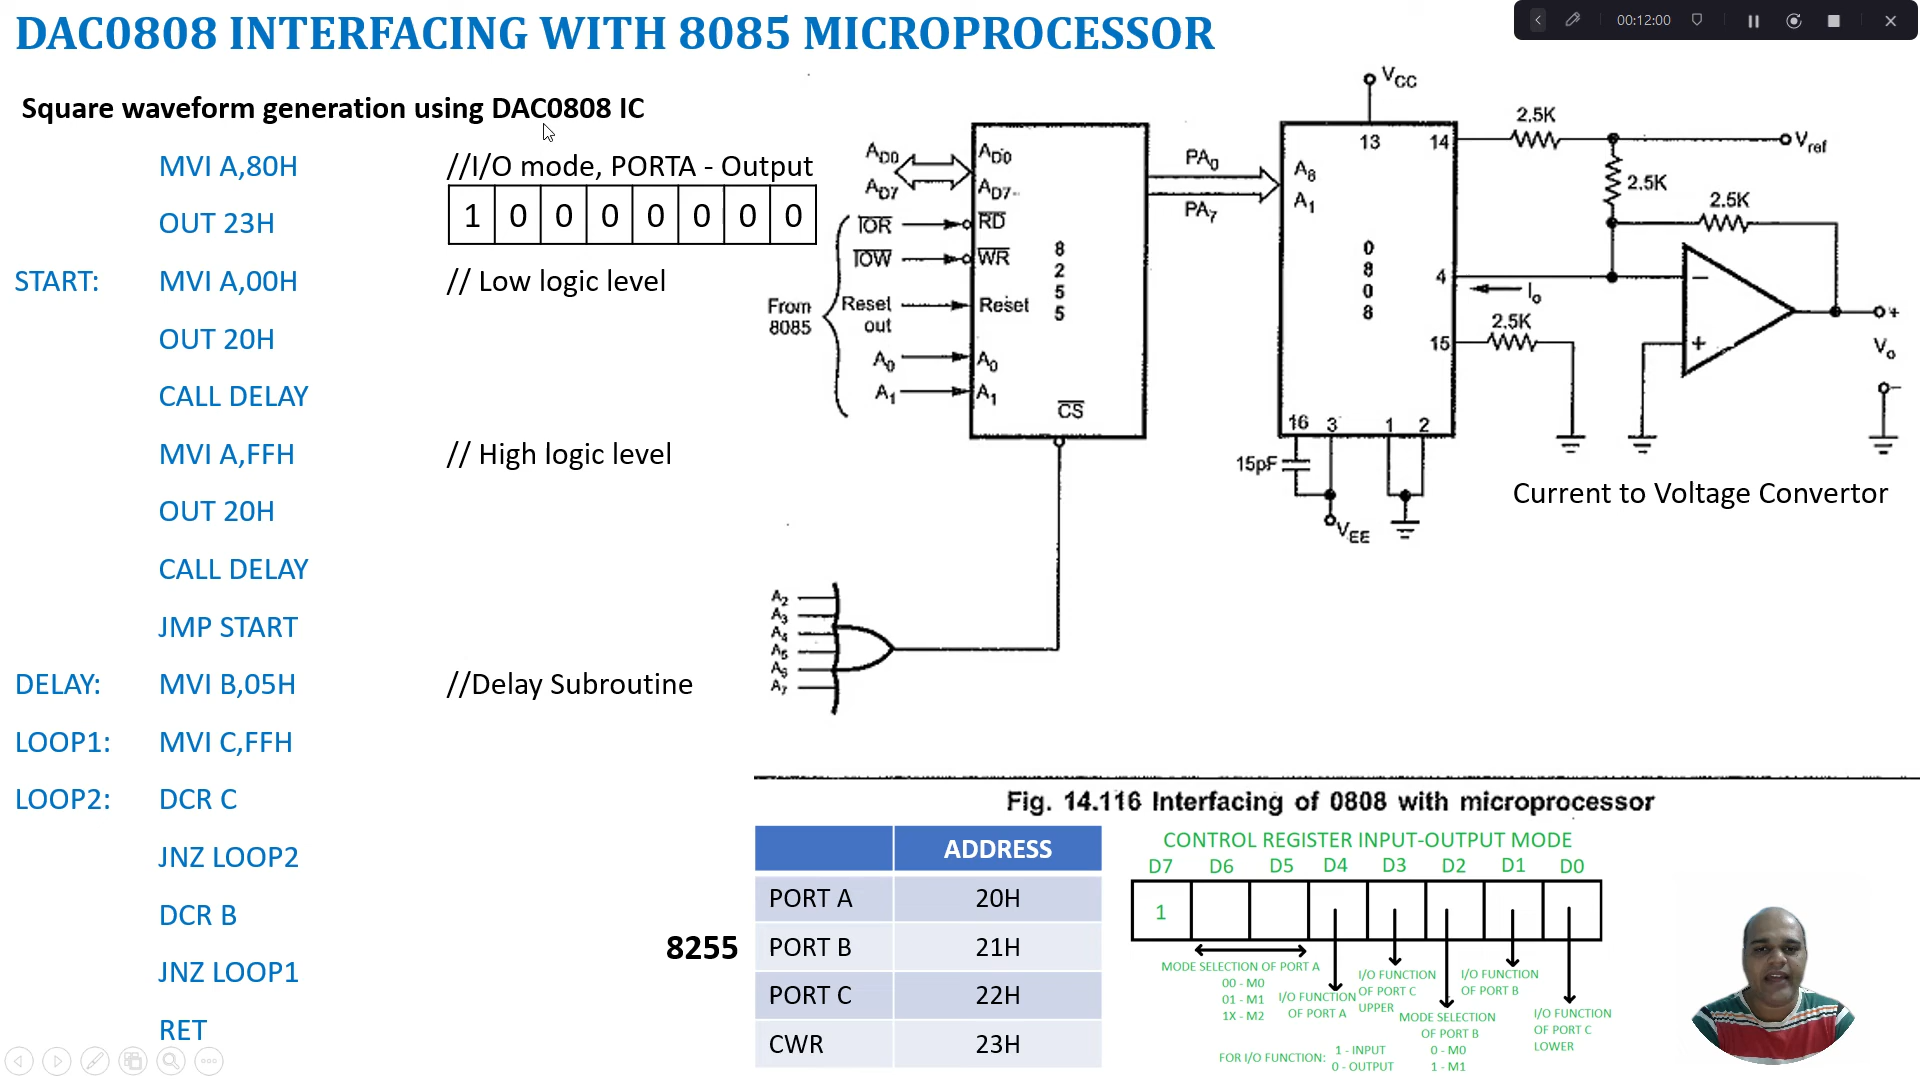 DAC0808 INTERFACING WITH 8085 MICROPROCESSOR
00:12:00
Square waveform generation using DAC0808 IC
MVI A,80H //I/O mode, PORTA - Output
1 0 0 0 0 0 0 0
OUT 23H
START: MVI A,00H // Low logic level
OUT 20H
CALL DELAY
MVI A,FFH // High logic level
OUT 20H
CALL DELAY
JMP START
DELAY: MVI B,05H //Delay Subroutine
LOOP1: MVI C,FFH
LOOP2: DCR C
JNZ LOOP2
DCR B
JNZ LOOP1
RET
AD0
AD7
IOR
IOW
Reset out
A0
A1
From 8085
AD0
AD7
RD
WR
Reset
A0
A1
CS
8255
PA0
PA7
VCC
13
14
A8
A1
0808
4
15
16 3 1 2
15pF
VEE
2.5K
Vref
2.5K
2.5K
Io
2.5K
−
+
+
Vo
−
Current to Voltage Convertor
A2
A3
A4
A5
A6
A7
Fig. 14.116 Interfacing of 0808 with microprocessor
8255
ADDRESS
PORT A 20H
PORT B 21H
PORT C 22H
CWR 23H
CONTROL REGISTER INPUT-OUTPUT MODE
D7 D6 D5 D4 D3 D2 D1 D0
1
MODE SELECTION OF PORT A
00 - M0
01 - M1
1X - M2
I/O FUNCTION
OF PORT A
I/O FUNCTION
OF PORT C
UPPER
MODE SELECTION
OF PORT B
0 - M0
1 - M1
I/O FUNCTION
OF PORT B
I/O FUNCTION
OF PORT C
LOWER
FOR I/O FUNCTION: 1 - INPUT
0 - OUTPUT